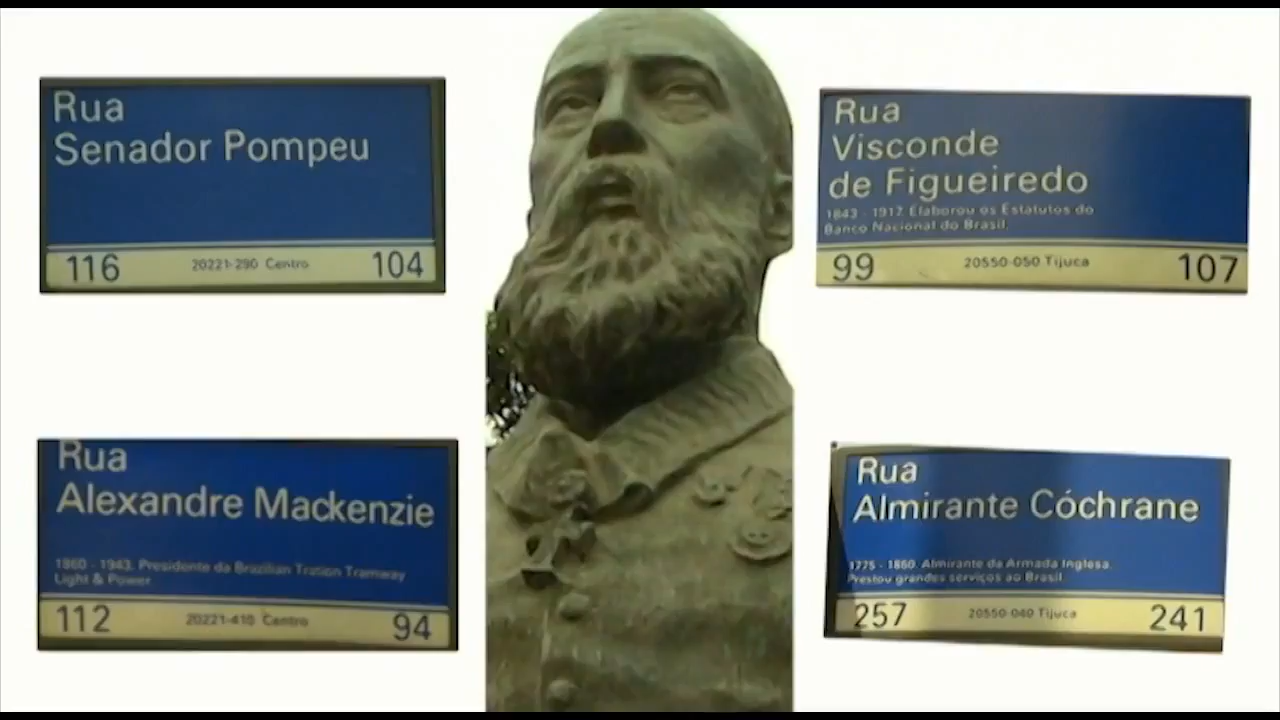 Rua
Senador Pompeu
116 20221-290 Centro 104
Rua
Visconde
de Figueiredo
1843 - 1917. Elaborou os Estatutos do
Banco Nacional do Brasil.
99 20550-050 Tijuca 107
Rua
Alexandre Mackenzie
1860 - 1943. Presidente da Brazilian Tration Tramway
Light & Power
112 20221-410 Centro 94
Rua
Almirante Cóchrane
1775 - 1860. Almirante da Armada Inglesa.
Prestou grandes serviços ao Brasil.
257 20550-040 Tijuca 241